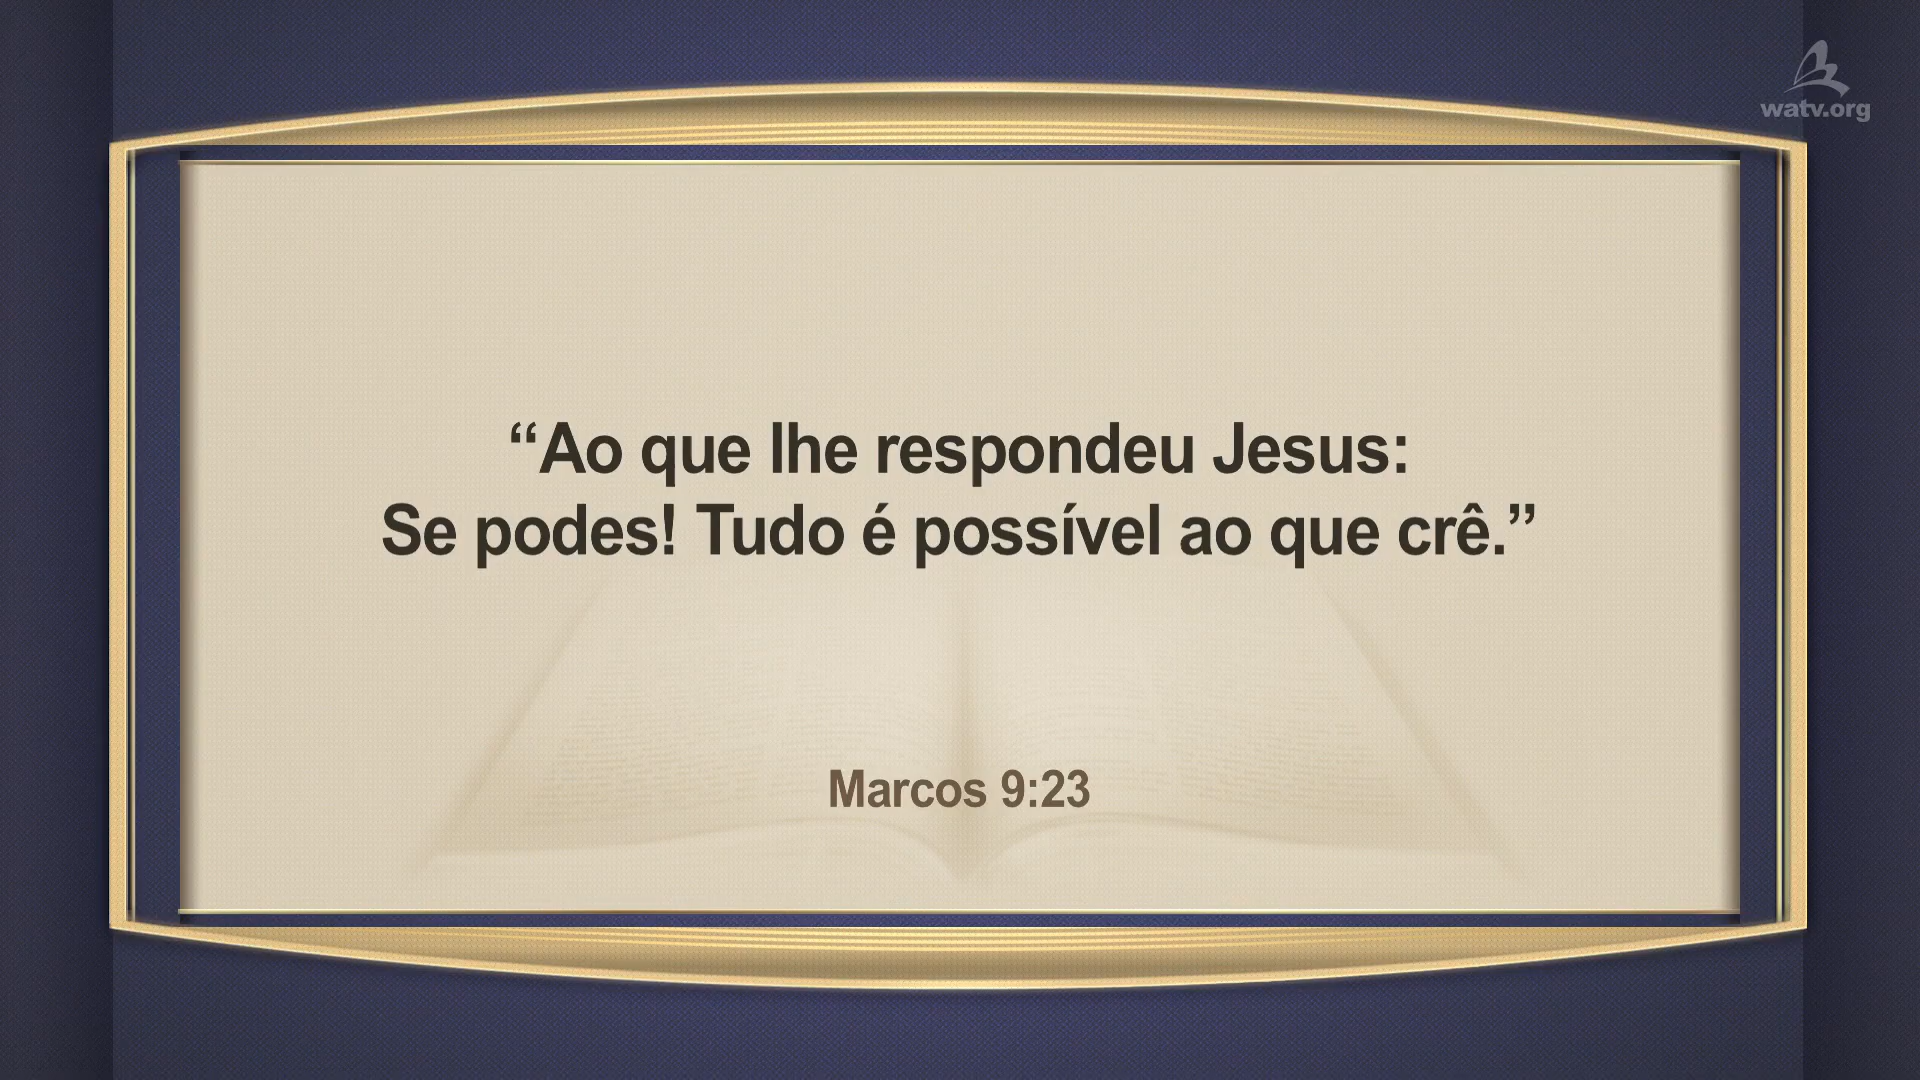 watv.org
“Ao que lhe respondeu Jesus:
Se podes! Tudo é possível ao que crê.”
Marcos 9:23